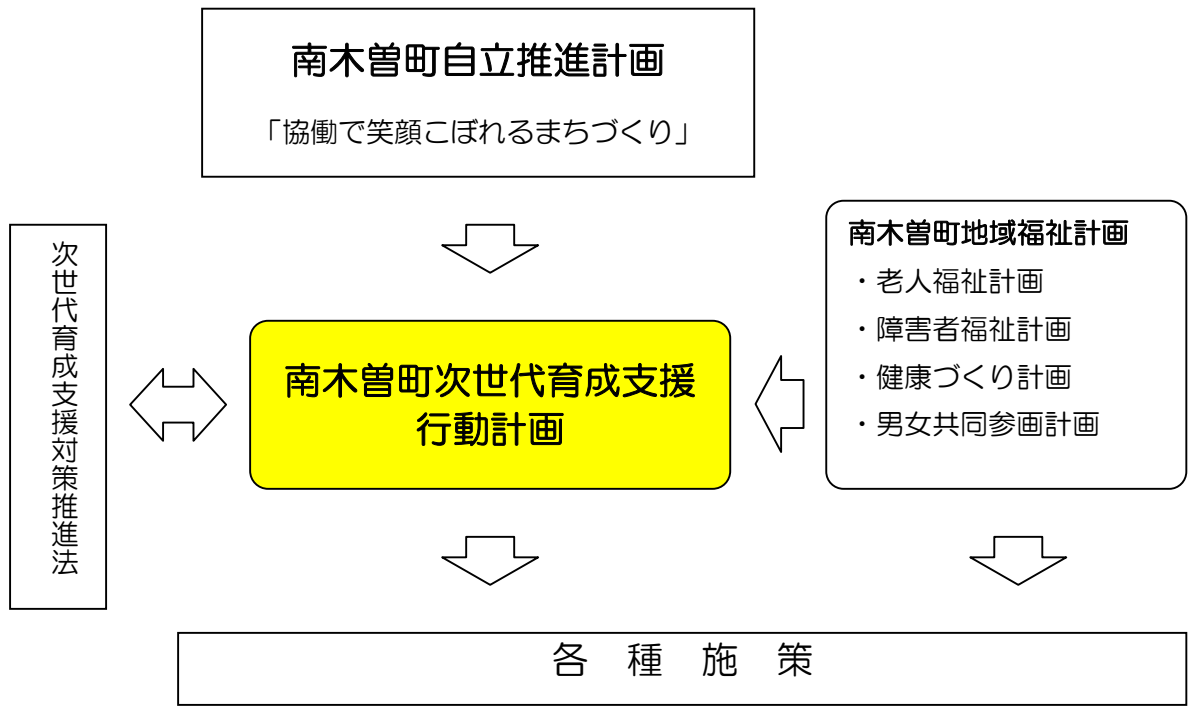 南木曽町自立推進計画
「協働で笑顔こぼれるまちづくり」
次世代育成支援対策推進法
南木曽町次世代育成支援
行動計画
南木曽町地域福祉計画
・老人福祉計画
・障害者福祉計画
・健康づくり計画
・男女共同参画計画
各　種　施　策